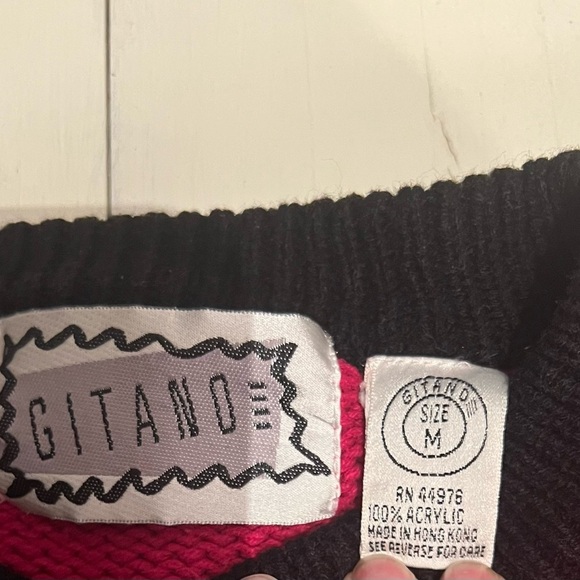 GITANO
GITANO
SIZE
M
RN 44976
100% ACRYLIC
MADE IN HONG KONG
SEE REVERSE FOR CARE